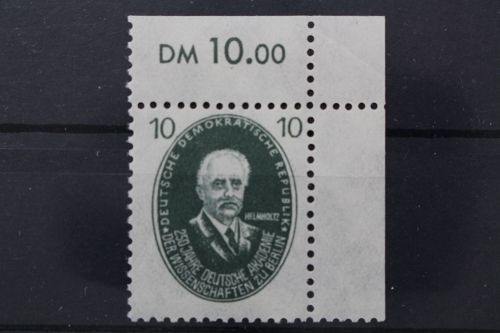 DM 10.00
10 10
DEUTSCHE DEMOKRATISCHE REPUBLIK
HELMHOLTZ
250 JAHRE DEUTSCHE AKADEMIE
DER WISSENSCHAFTEN ZU BERLIN